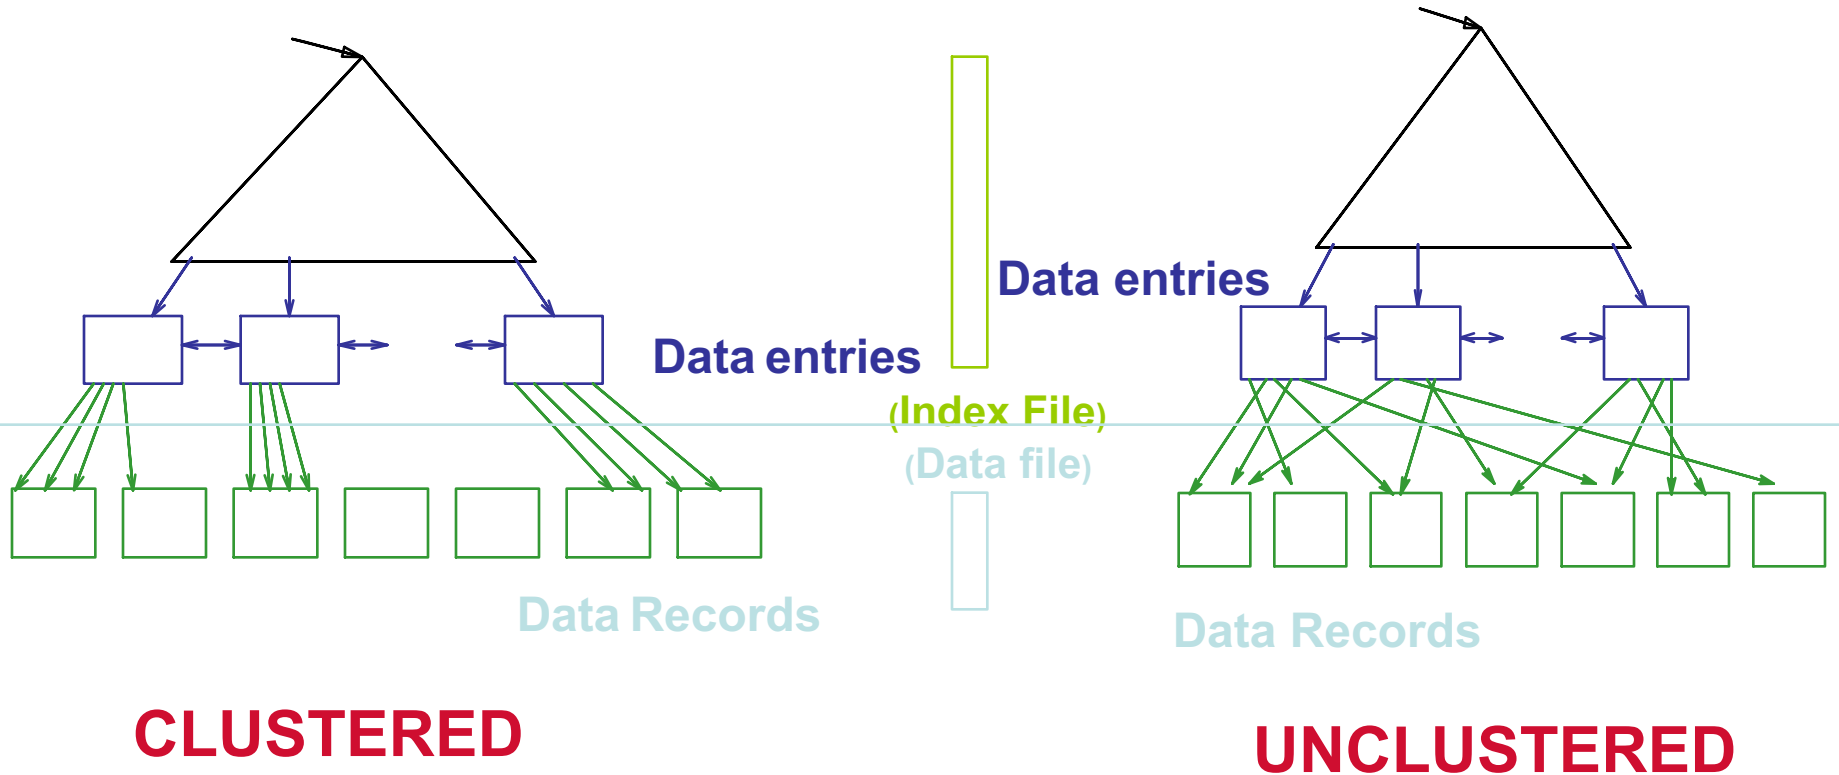 Data entries
Data entries
(Index File)
(Data file)
Data Records
Data Records
CLUSTERED
UNCLUSTERED